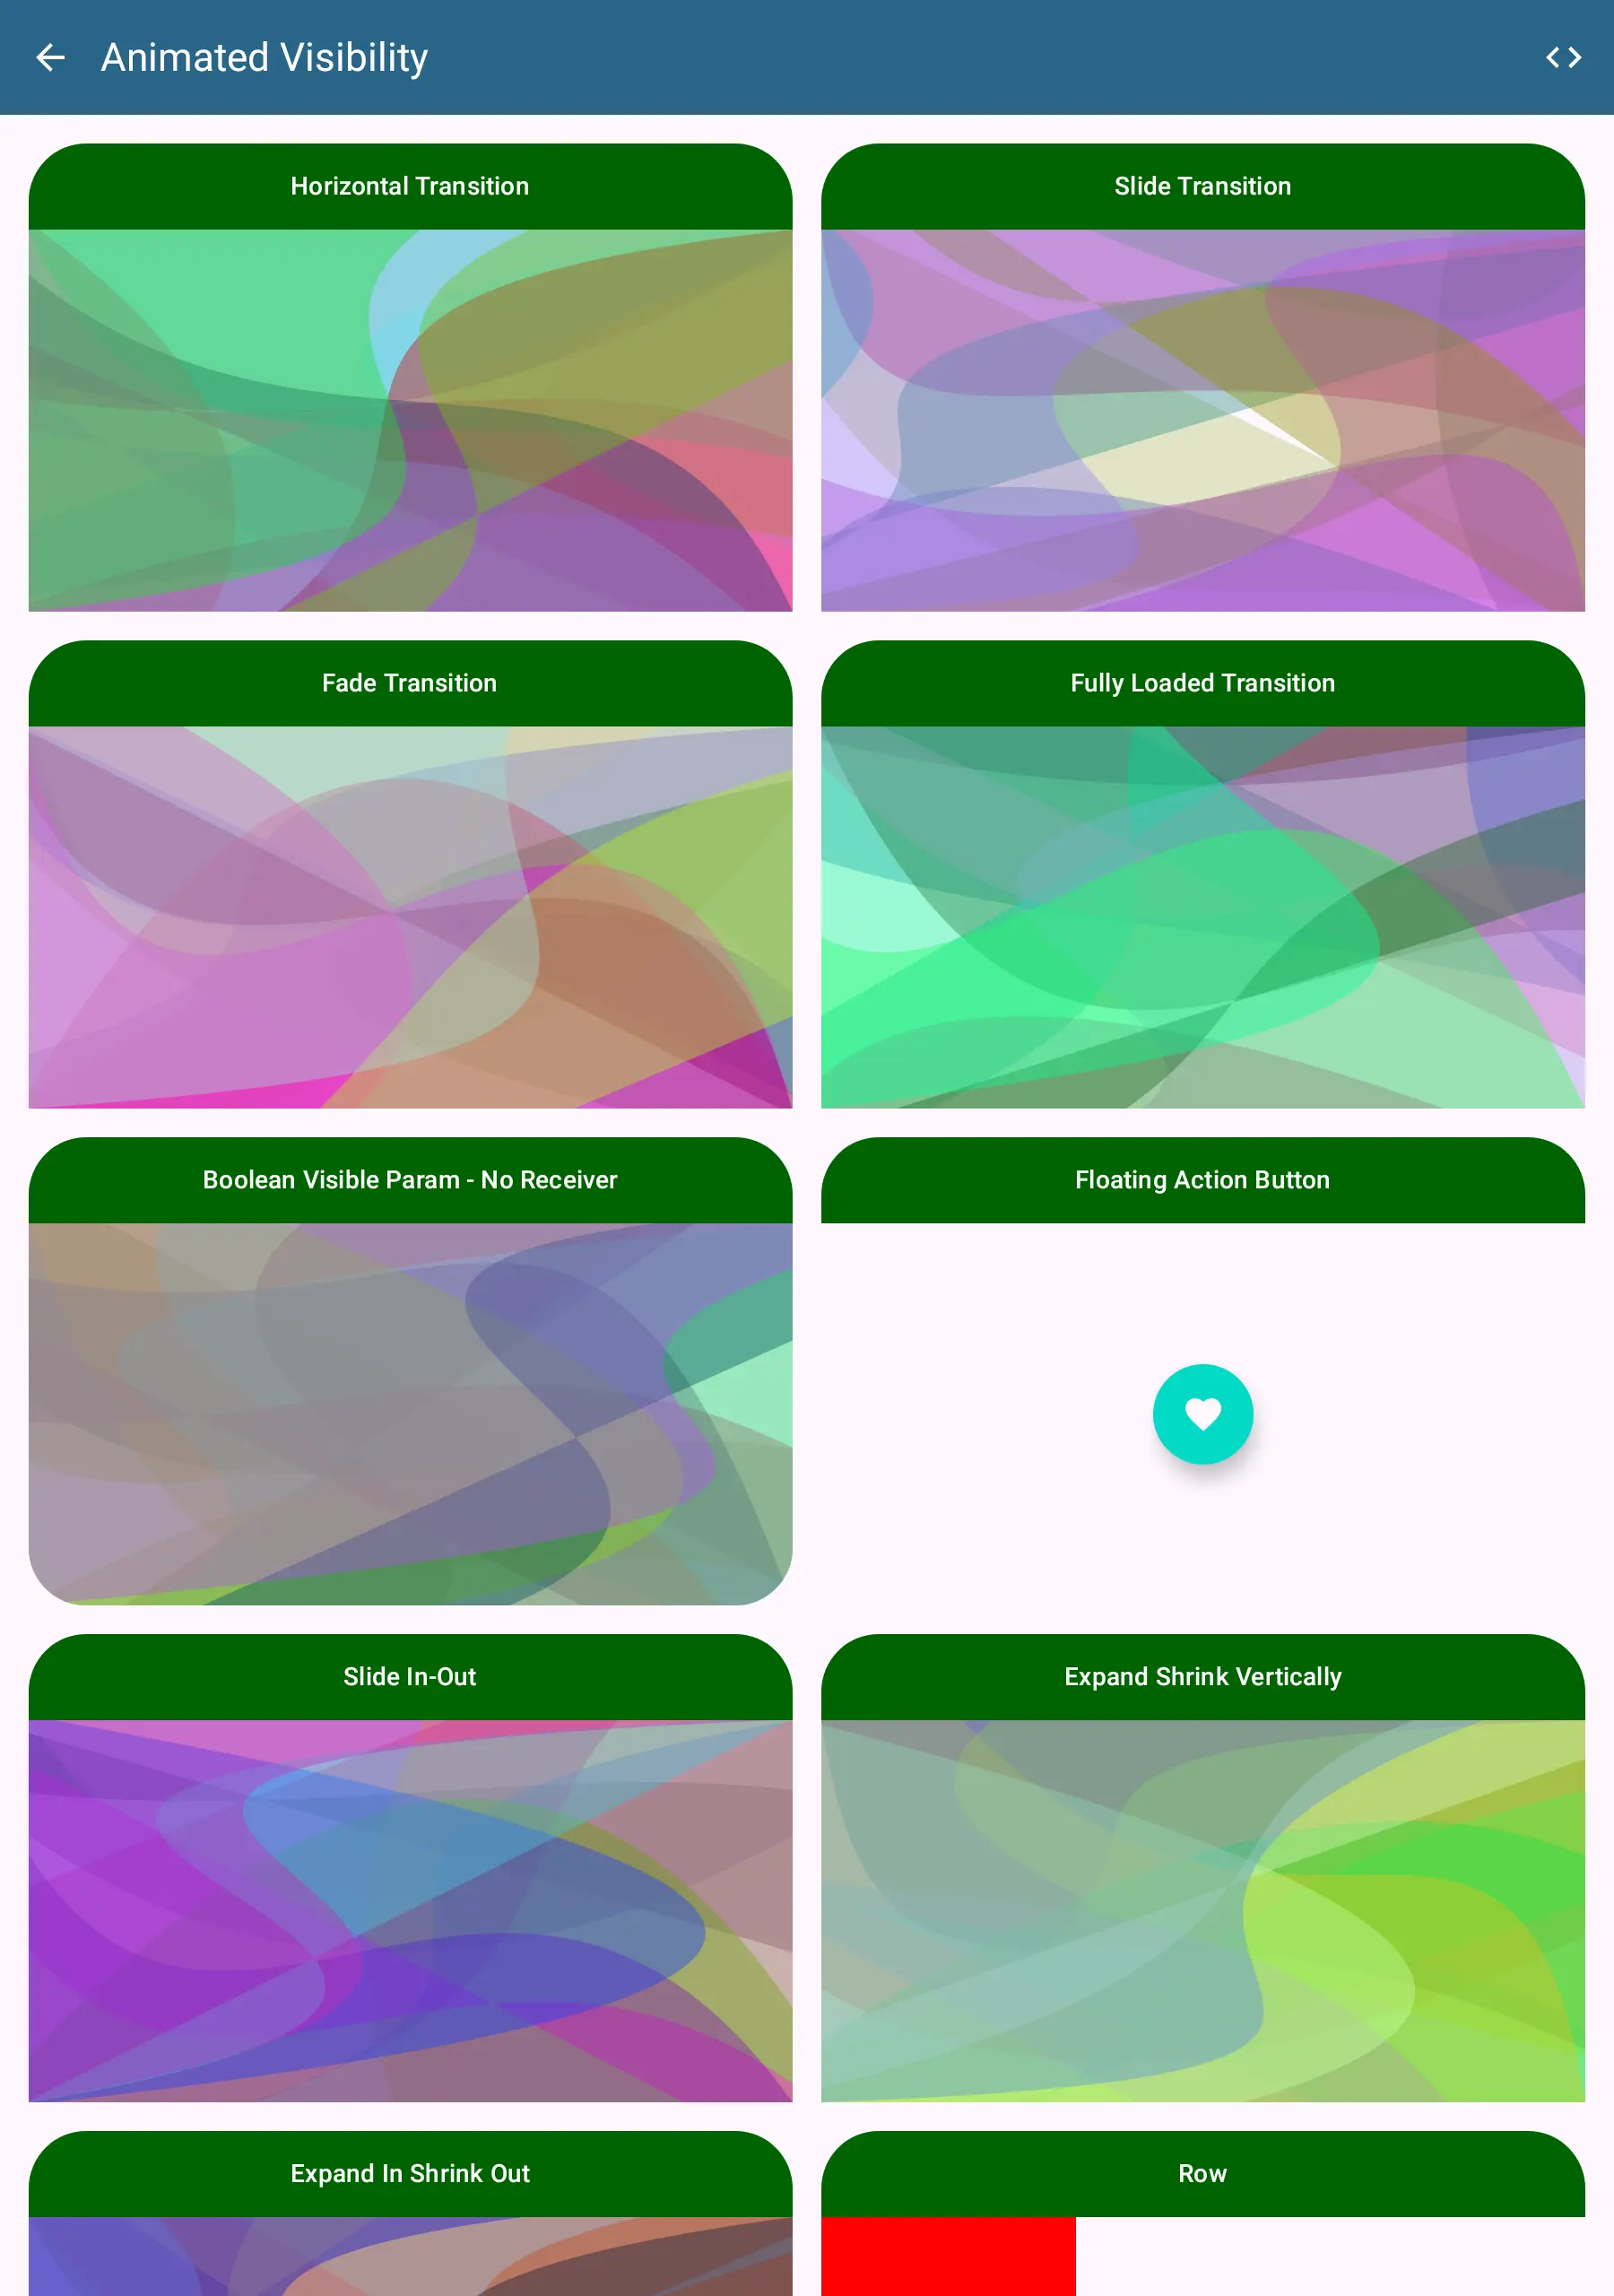 Animated Visibility
Horizontal Transition
Slide Transition
Fade Transition
Fully Loaded Transition
Boolean Visible Param - No Receiver
Floating Action Button
Slide In-Out
Expand Shrink Vertically
Expand In Shrink Out
Row